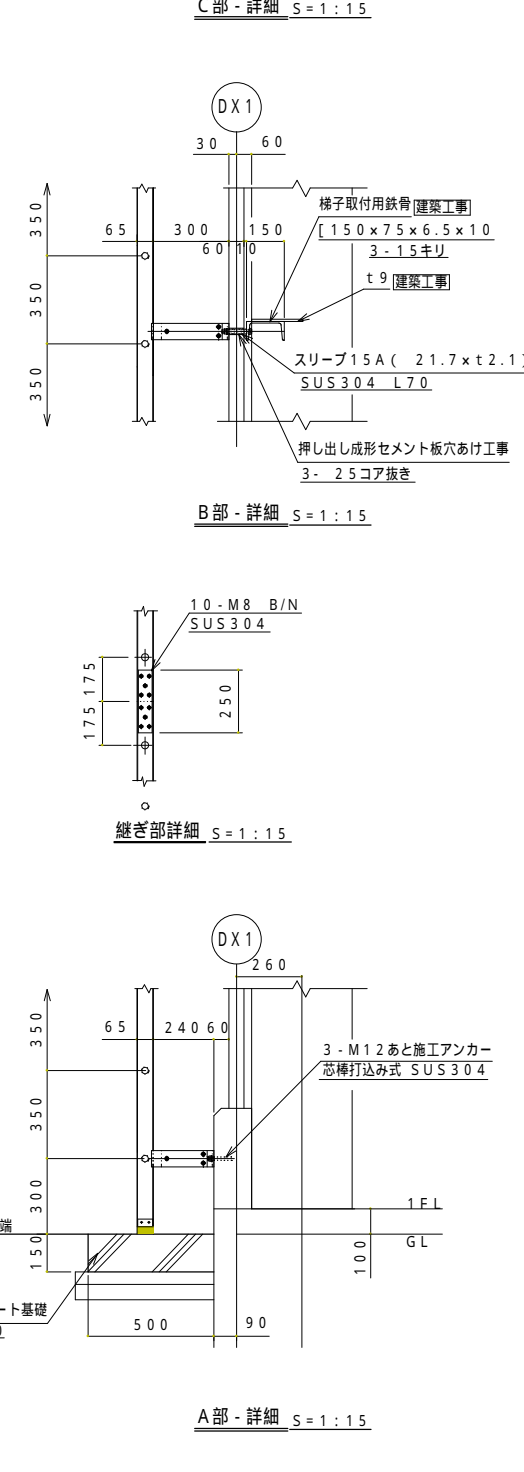 C部-詳細 S=1:15
DX1
30 60
350
350
350
65 300 150
60 10
梯子取付用鉄骨 建築工事
[150×75×6.5×10
3-15キリ
t9 建築工事
スリーブ15A( 21.7×t2.1)
SUS304 L70
押し出し成形セメント板穴あけ工事
3- 25コア抜き
B部-詳細 S=1:15
10-M8 B/N
SUS304
175
175
250
継ぎ部詳細 S=1:15
DX1
260
350
350
300
150
65 240 60
3-M12あと施工アンカー
芯棒打込み式 SUS304
1FL
GL
100
端
ート基礎
500 90
A部-詳細 S=1:15